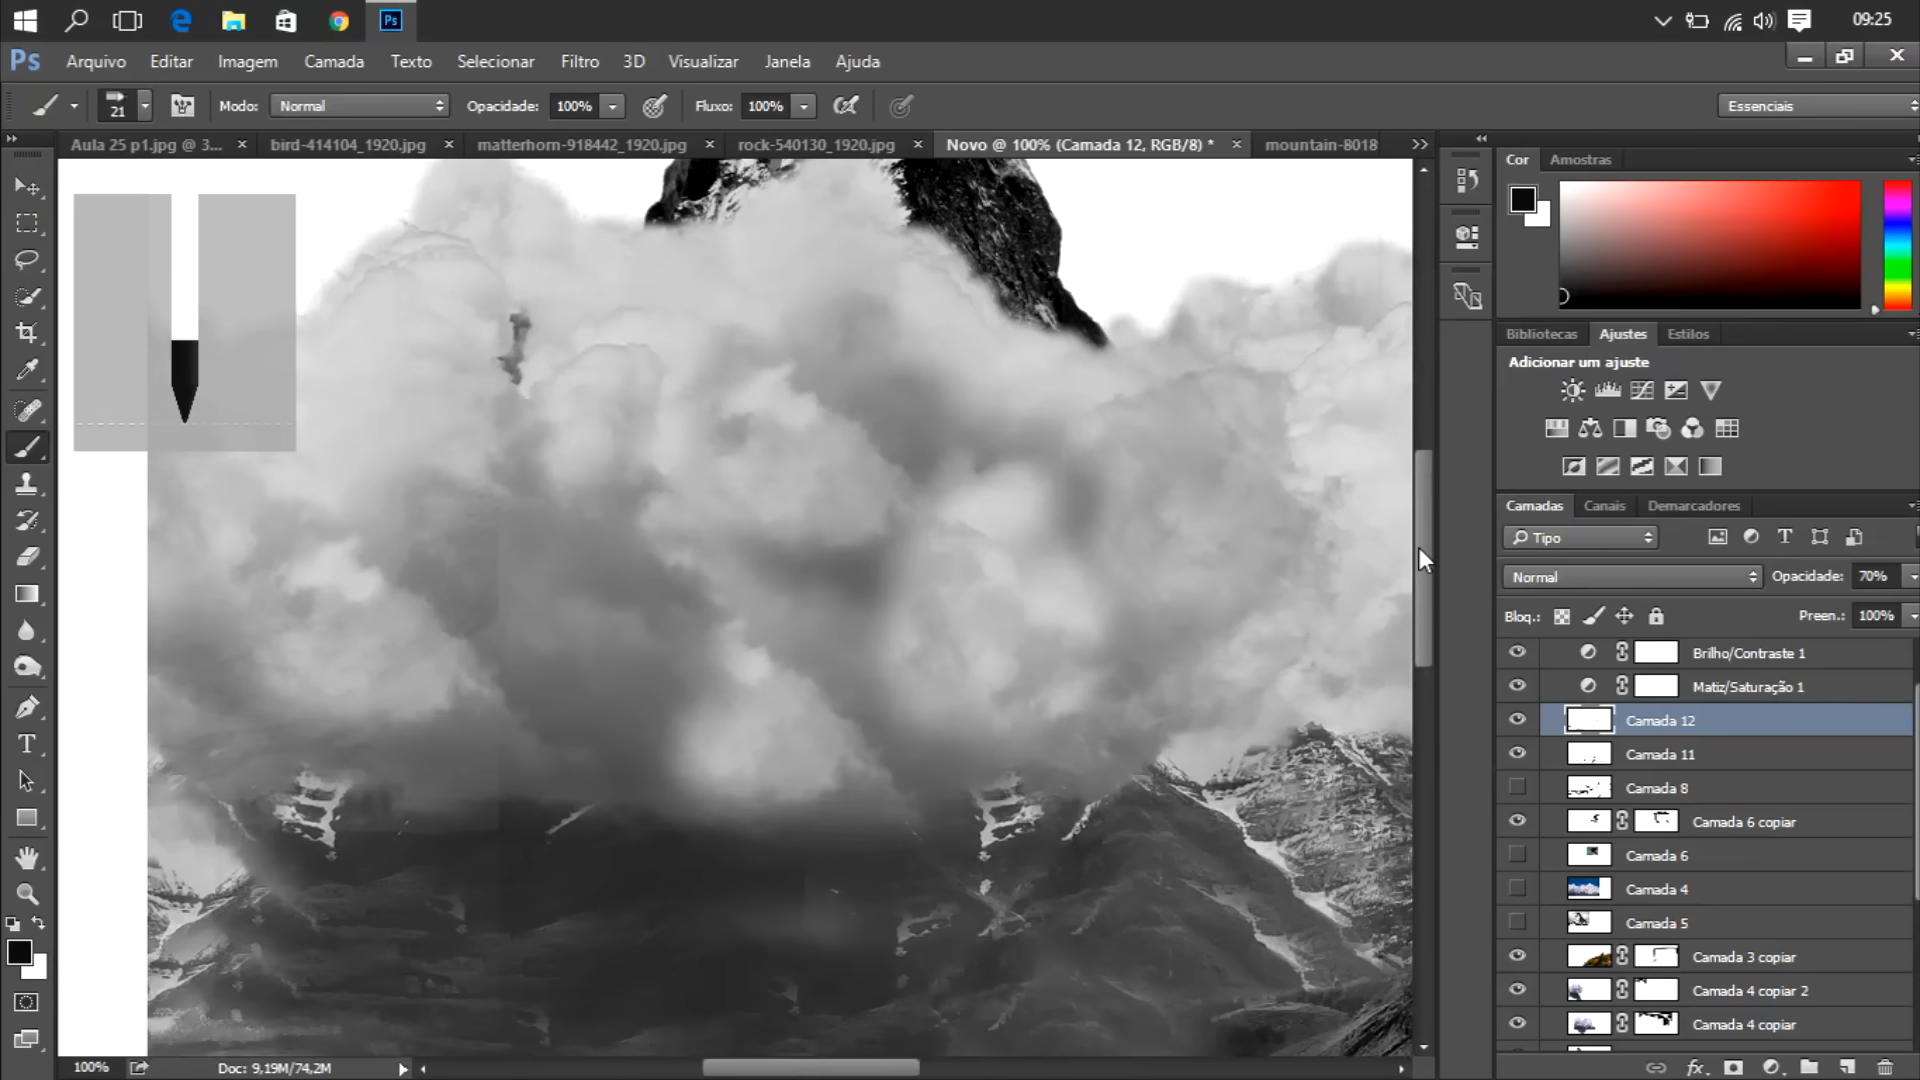 Ps
09:25
Ps Arquivo Editar Imagem Camada Texto Selecionar Filtro 3D Visualizar Janela Ajuda
21 Modo: Normal Opacidade: 100% Fluxo: 100% Essenciais
Aula 25 p1.jpg @ 3... bird-414104_1920.jpg matterhorn-918442_1920.jpg rock-540130_1920.jpg Novo @ 100% (Camada 12, RGB/8) * mountain-8018
Cor Amostras
Bibliotecas Ajustes Estilos
Adicionar um ajuste
Camadas Canais Demarcadores
Tipo
Normal Opacidade: 70%
Bloq.: Preen.: 100%
Brilho/Contraste 1
Matiz/Saturação 1
Camada 12
Camada 11
Camada 8
Camada 6 copiar
Camada 6
Camada 4
Camada 5
Camada 3 copiar
Camada 4 copiar 2
Camada 4 copiar
100% Doc: 9,19M/74,2M